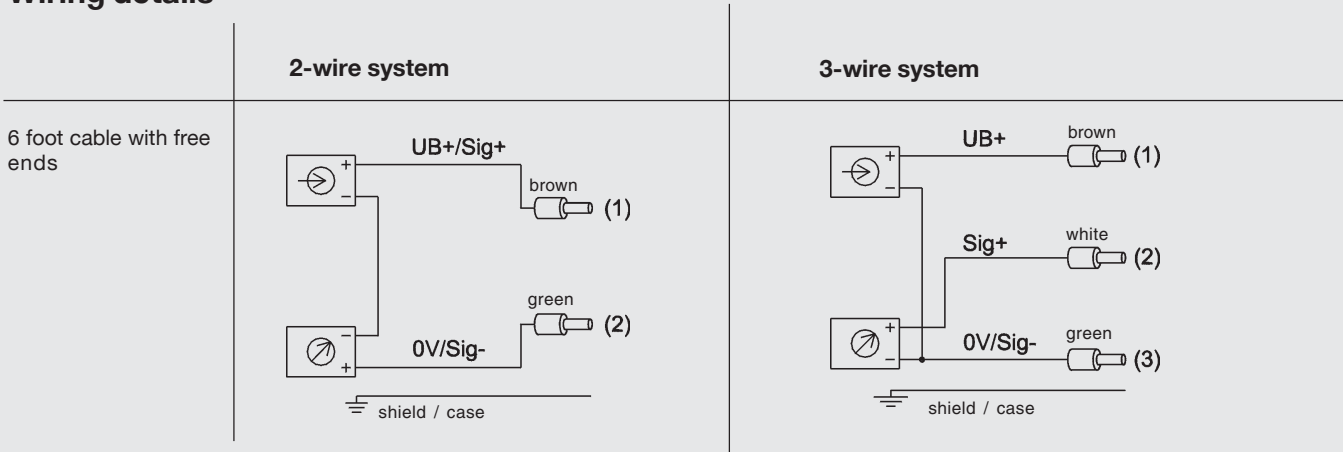 Wiring details
2-wire system
3-wire system
6 foot cable with free
ends
+
−
UB+/Sig+
brown
(1)
green
(2)
−
+
0V/Sig-
shield / case
+
−
UB+
brown
(1)
Sig+
white
(2)
+
−
0V/Sig-
green
(3)
shield / case